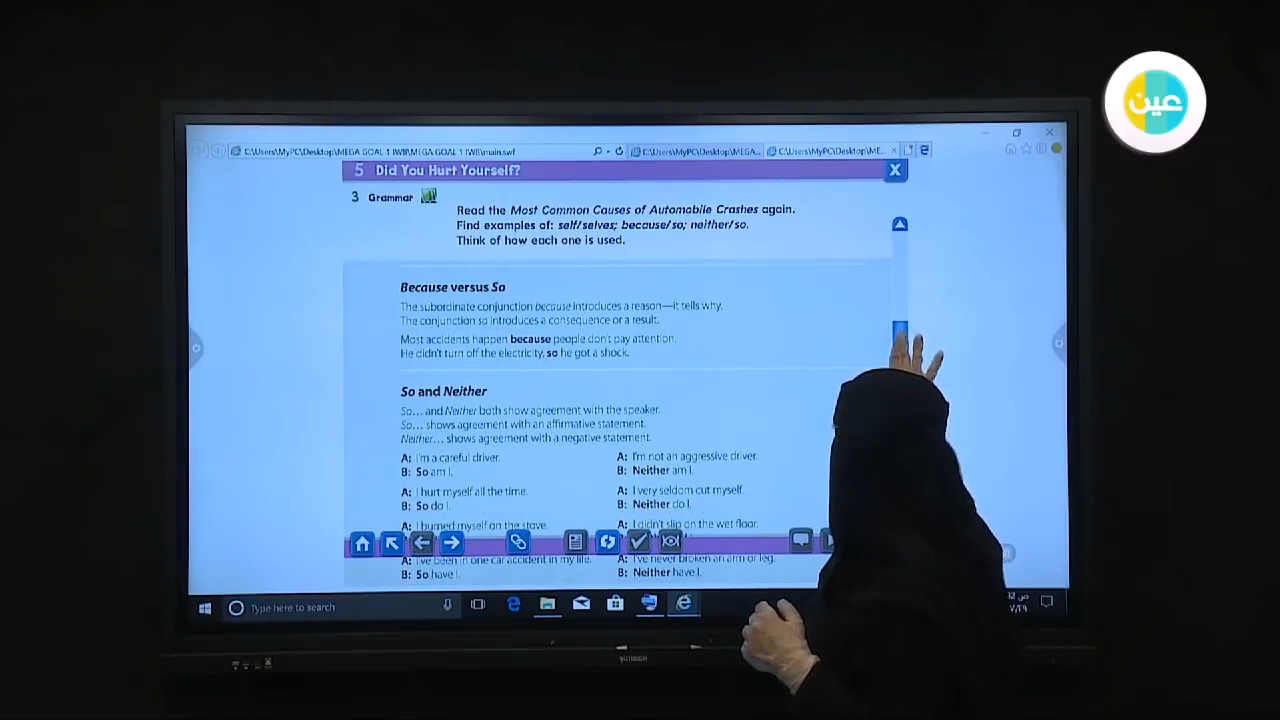 عين
C:\Users\MyPC\Desktop\MEGA GOAL 1 IWB\MEGA GOAL 1 IWB\main.swf
C:\Users\MyPC\Desktop\MEGA...
C:\Users\MyPC\Desktop\ME...
5 Did You Hurt Yourself?
X
3 Grammar
Read the Most Common Causes of Automobile Crashes again.
Find examples of: self/selves; because/so; neither/so.
Think of how each one is used.
Because versus So
The subordinate conjunction because introduces a reason—it tells why.
The conjunction so introduces a consequence or a result.
Most accidents happen because people don't pay attention.
He didn't turn off the electricity, so he got a shock.
So and Neither
So... and Neither both show agreement with the speaker.
So... shows agreement with an affirmative statement.
Neither... shows agreement with a negative statement.
A: I'm a careful driver. A: I'm not an aggressive driver.
B: So am I. B: Neither am I.
A: I hurt myself all the time. A: I very seldom cut myself.
B: So do I. B: Neither do I.
A: I burned myself on the stove. A: I didn't slip on the wet floor.
A: I've been in one car accident in my life. A: I've never broken an arm or leg.
B: So have I. B: Neither have I.
Type here to search